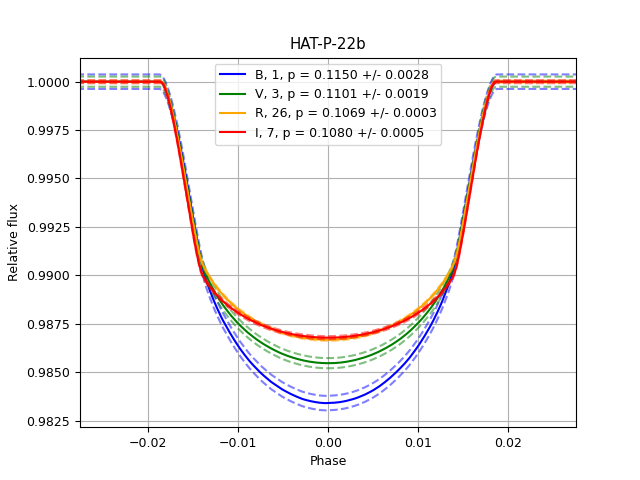 HAT-P-22b
B, 1, p = 0.1150 +/- 0.0028
V, 3, p = 0.1101 +/- 0.0019
R, 26, p = 0.1069 +/- 0.0003
I, 7, p = 0.1080 +/- 0.0005
Relative flux
1.0000
0.9975
0.9950
0.9925
0.9900
0.9875
0.9850
0.9825
−0.02 −0.01 0.00 0.01 0.02
Phase